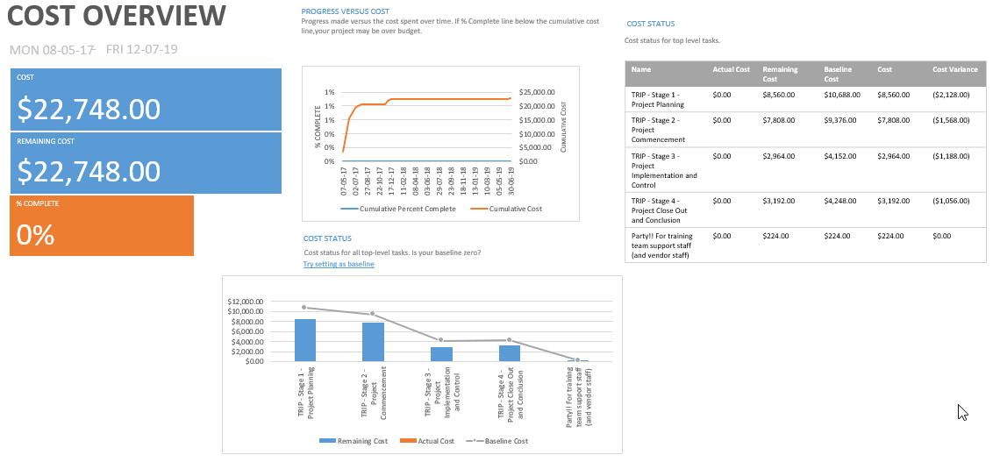 COST OVERVIEW
MON 08-05-17 - FRI 12-07-19
COST
$22,748.00
REMAINING COST
$22,748.00
% COMPLETE
0%
PROGRESS VERSUS COST
Progress made versus the cost spent over time. If % Complete line below the cumulative cost
line,your project may be over budget.
% COMPLETE
1%
1%
1%
0%
0%
0%
$25,000.00
$20,000.00
$15,000.00
$10,000.00
$5,000.00
$0.00
Cumulative Cost
07-05-17
02-07-17
27-08-17
22-10-17
17-12-17
11-02-18
08-04-18
03-06-18
29-07-18
23-09-18
18-11-18
13-01-19
10-03-19
05-05-19
30-06-19
Cumulative Percent Complete
Cumulative Cost
COST STATUS
Cost status for all top-level tasks. Is your baseline zero?
Try setting as baseline
$12,000.00
$10,000.00
$8,000.00
$6,000.00
$4,000.00
$2,000.00
$0.00
TRIP - Stage 1 -
Project Planning
TRIP - Stage 2 -
Project
Commencement
TRIP - Stage 3 -
Project
Implementation
and Control
TRIP - Stage 4 -
Project Close Out
and Conclusion
Party!! For training
team support staff
(and vendor staff)
Remaining Cost
Actual Cost
Baseline Cost
COST STATUS
Cost status for top level tasks.
Name Actual Cost Remaining Baseline Cost Cost Variance
Cost Cost
TRIP - Stage 1 - $0.00 $8,560.00 $10,688.00 $8,560.00 ($2,128.00)
Project Planning
TRIP - Stage 2 - $0.00 $7,808.00 $9,376.00 $7,808.00 ($1,568.00)
Project
Commencement
TRIP - Stage 3 - $0.00 $2,964.00 $4,152.00 $2,964.00 ($1,188.00)
Project
Implementation and
Control
TRIP - Stage 4 - $0.00 $3,192.00 $4,248.00 $3,192.00 ($1,056.00)
Project Close Out
and Conclusion
Party!! For training $0.00 $224.00 $224.00 $224.00 $0.00
team support staff
(and vendor staff)